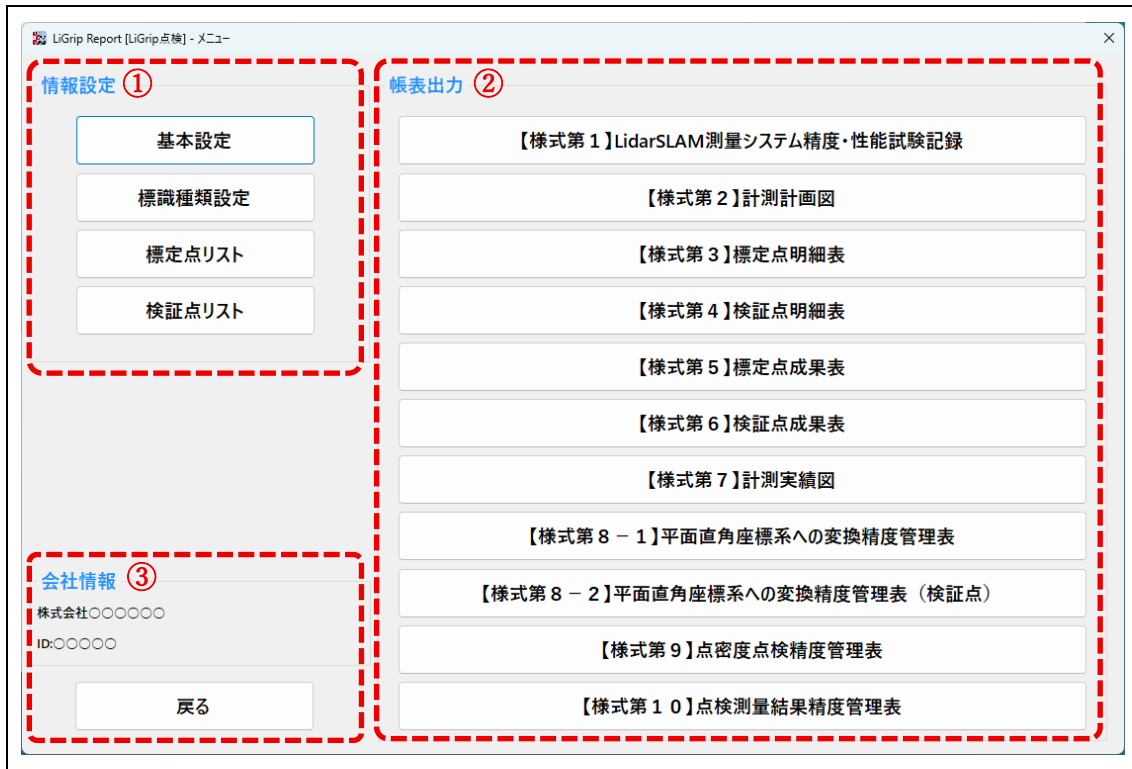 LiGrip Report [LiGrip点検] - メニュー
情報設定 ①
基本設定
標識種類設定
標定点リスト
検証点リスト
帳表出力 ②
【様式第１】LidarSLAM測量システム精度・性能試験記録
【様式第２】計測計画図
【様式第３】標定点明細表
【様式第４】検証点明細表
【様式第５】標定点成果表
【様式第６】検証点成果表
【様式第７】計測実績図
【様式第８－１】平面直角座標系への変換精度管理表
【様式第８－２】平面直角座標系への変換精度管理表（検証点）
【様式第９】点密度点検精度管理表
【様式第１０】点検測量結果精度管理表
会社情報 ③
株式会社○○○○○○
ID:○○○○○
戻る